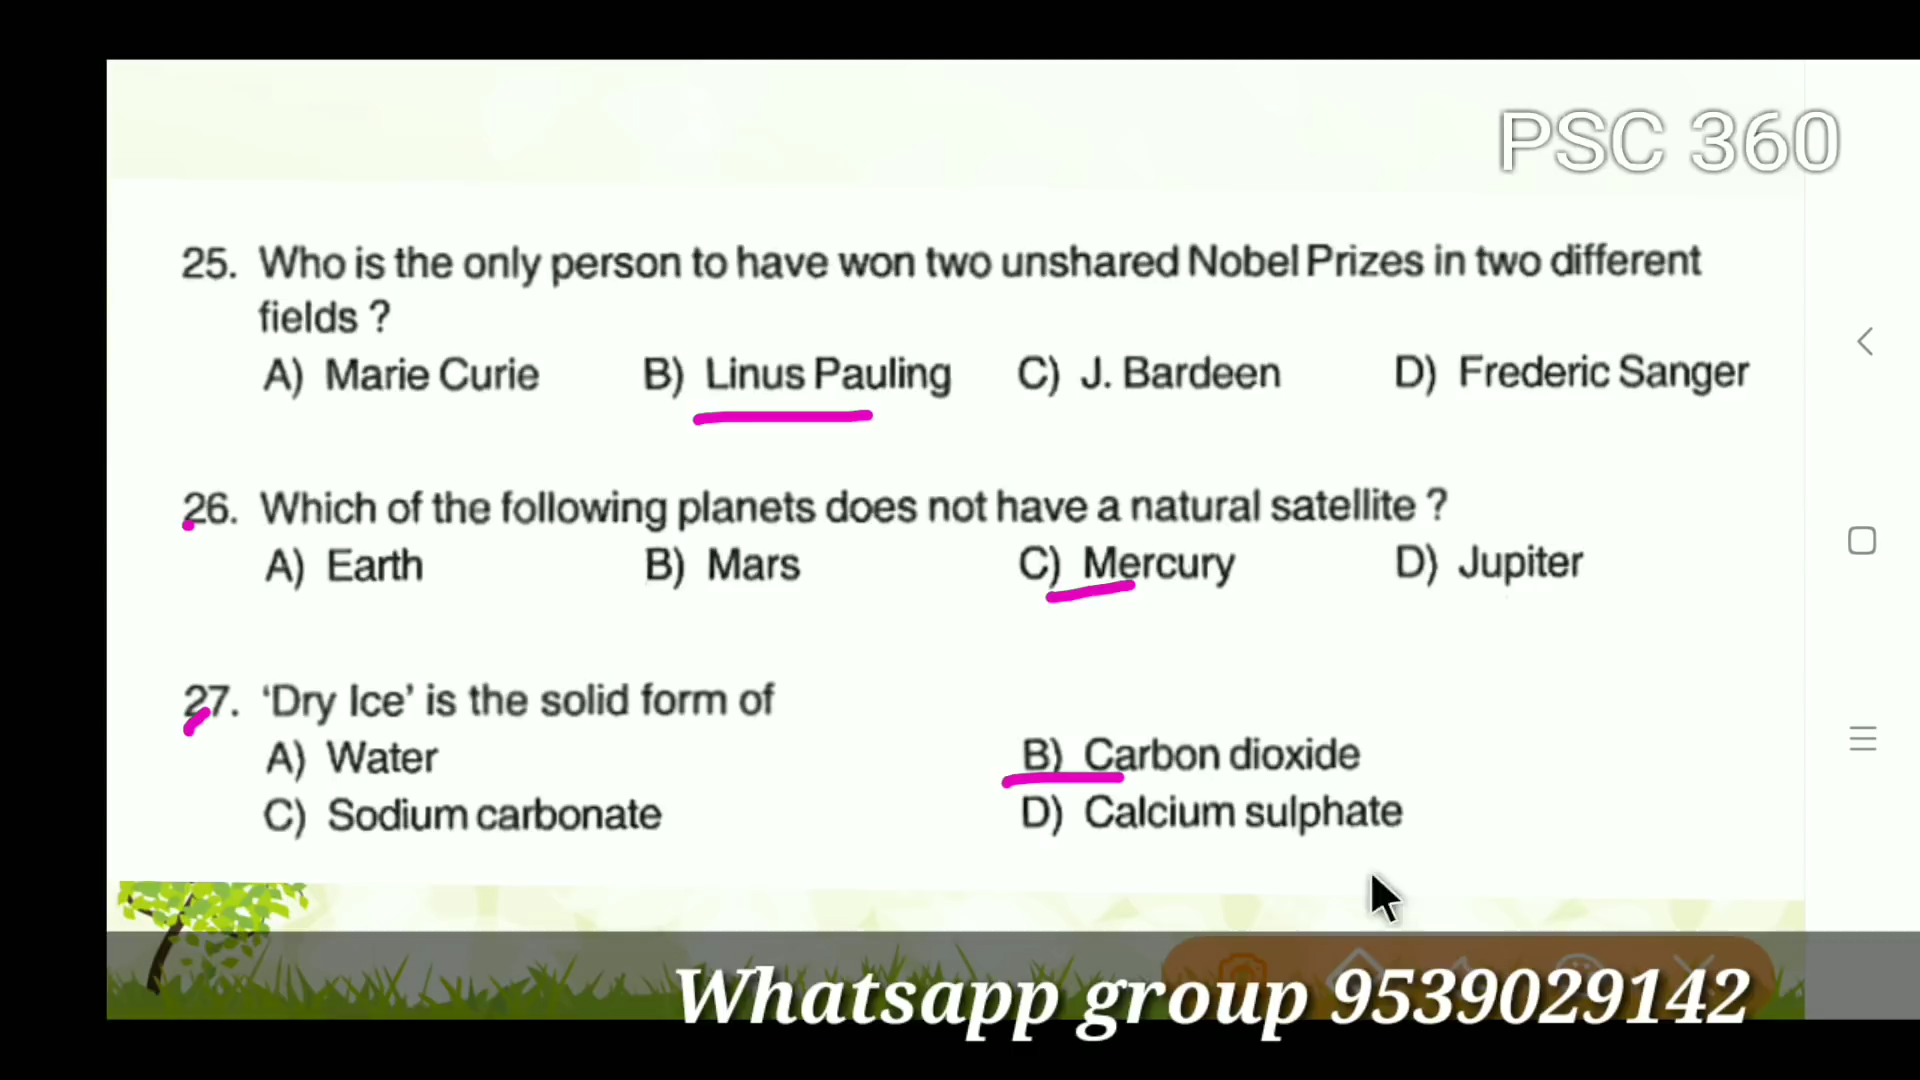 PSC 360
25. Who is the only person to have won two unshared Nobel Prizes in two different
fields ?
A) Marie Curie B) Linus Pauling C) J. Bardeen D) Frederic Sanger
26. Which of the following planets does not have a natural satellite ?
A) Earth B) Mars C) Mercury D) Jupiter
27. 'Dry Ice' is the solid form of
A) Water B) Carbon dioxide
C) Sodium carbonate D) Calcium sulphate
Whatsapp group 9539029142